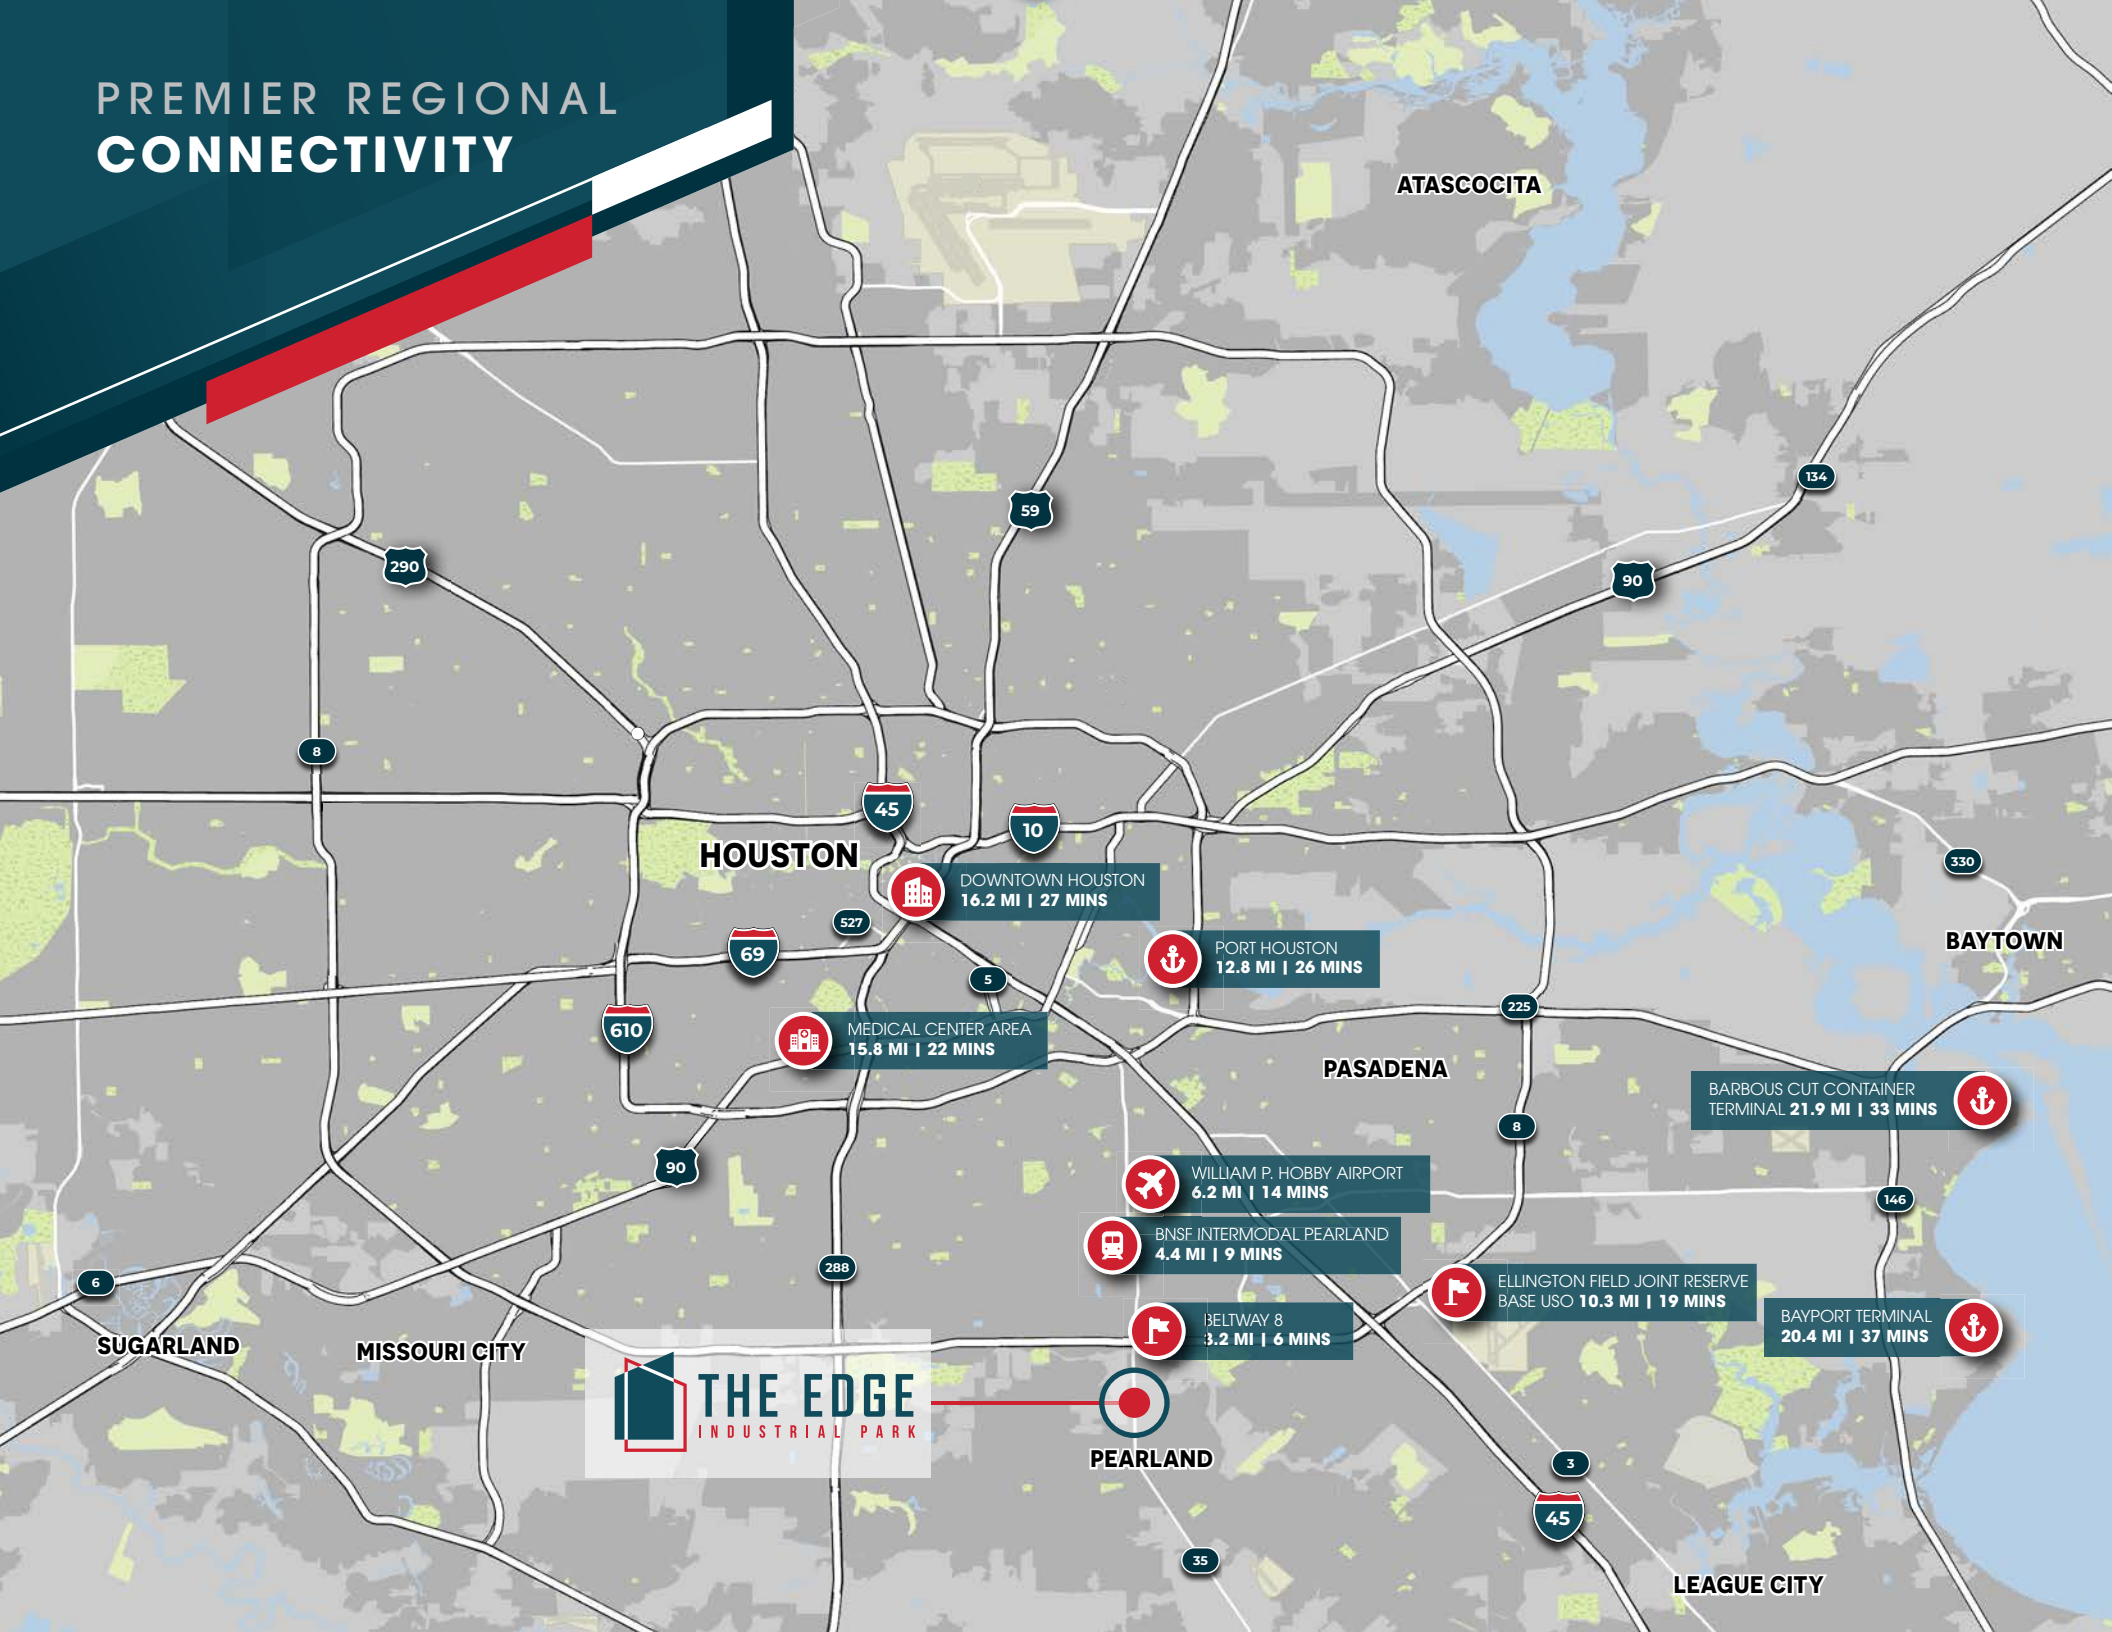 PREMIER REGIONAL
CONNECTIVITY
ATASCOCITA
134
59
290
90
8
45
10
HOUSTON
330
DOWNTOWN HOUSTON
16.2 MI | 27 MINS
527
BAYTOWN
69
PORT HOUSTON
12.8 MI | 26 MINS
5
225
610
MEDICAL CENTER AREA
15.8 MI | 22 MINS
PASADENA
BARBOUS CUT CONTAINER
TERMINAL 21.9 MI | 33 MINS
8
90
WILLIAM P. HOBBY AIRPORT
6.2 MI | 14 MINS
146
BNSF INTERMODAL PEARLAND
4.4 MI | 9 MINS
288
6
ELLINGTON FIELD JOINT RESERVE
BASE USO 10.3 MI | 19 MINS
BELTWAY 8
3.2 MI | 6 MINS
BAYPORT TERMINAL
20.4 MI | 37 MINS
SUGARLAND
MISSOURI CITY
THE EDGE
INDUSTRIAL PARK
PEARLAND
3
45
35
LEAGUE CITY